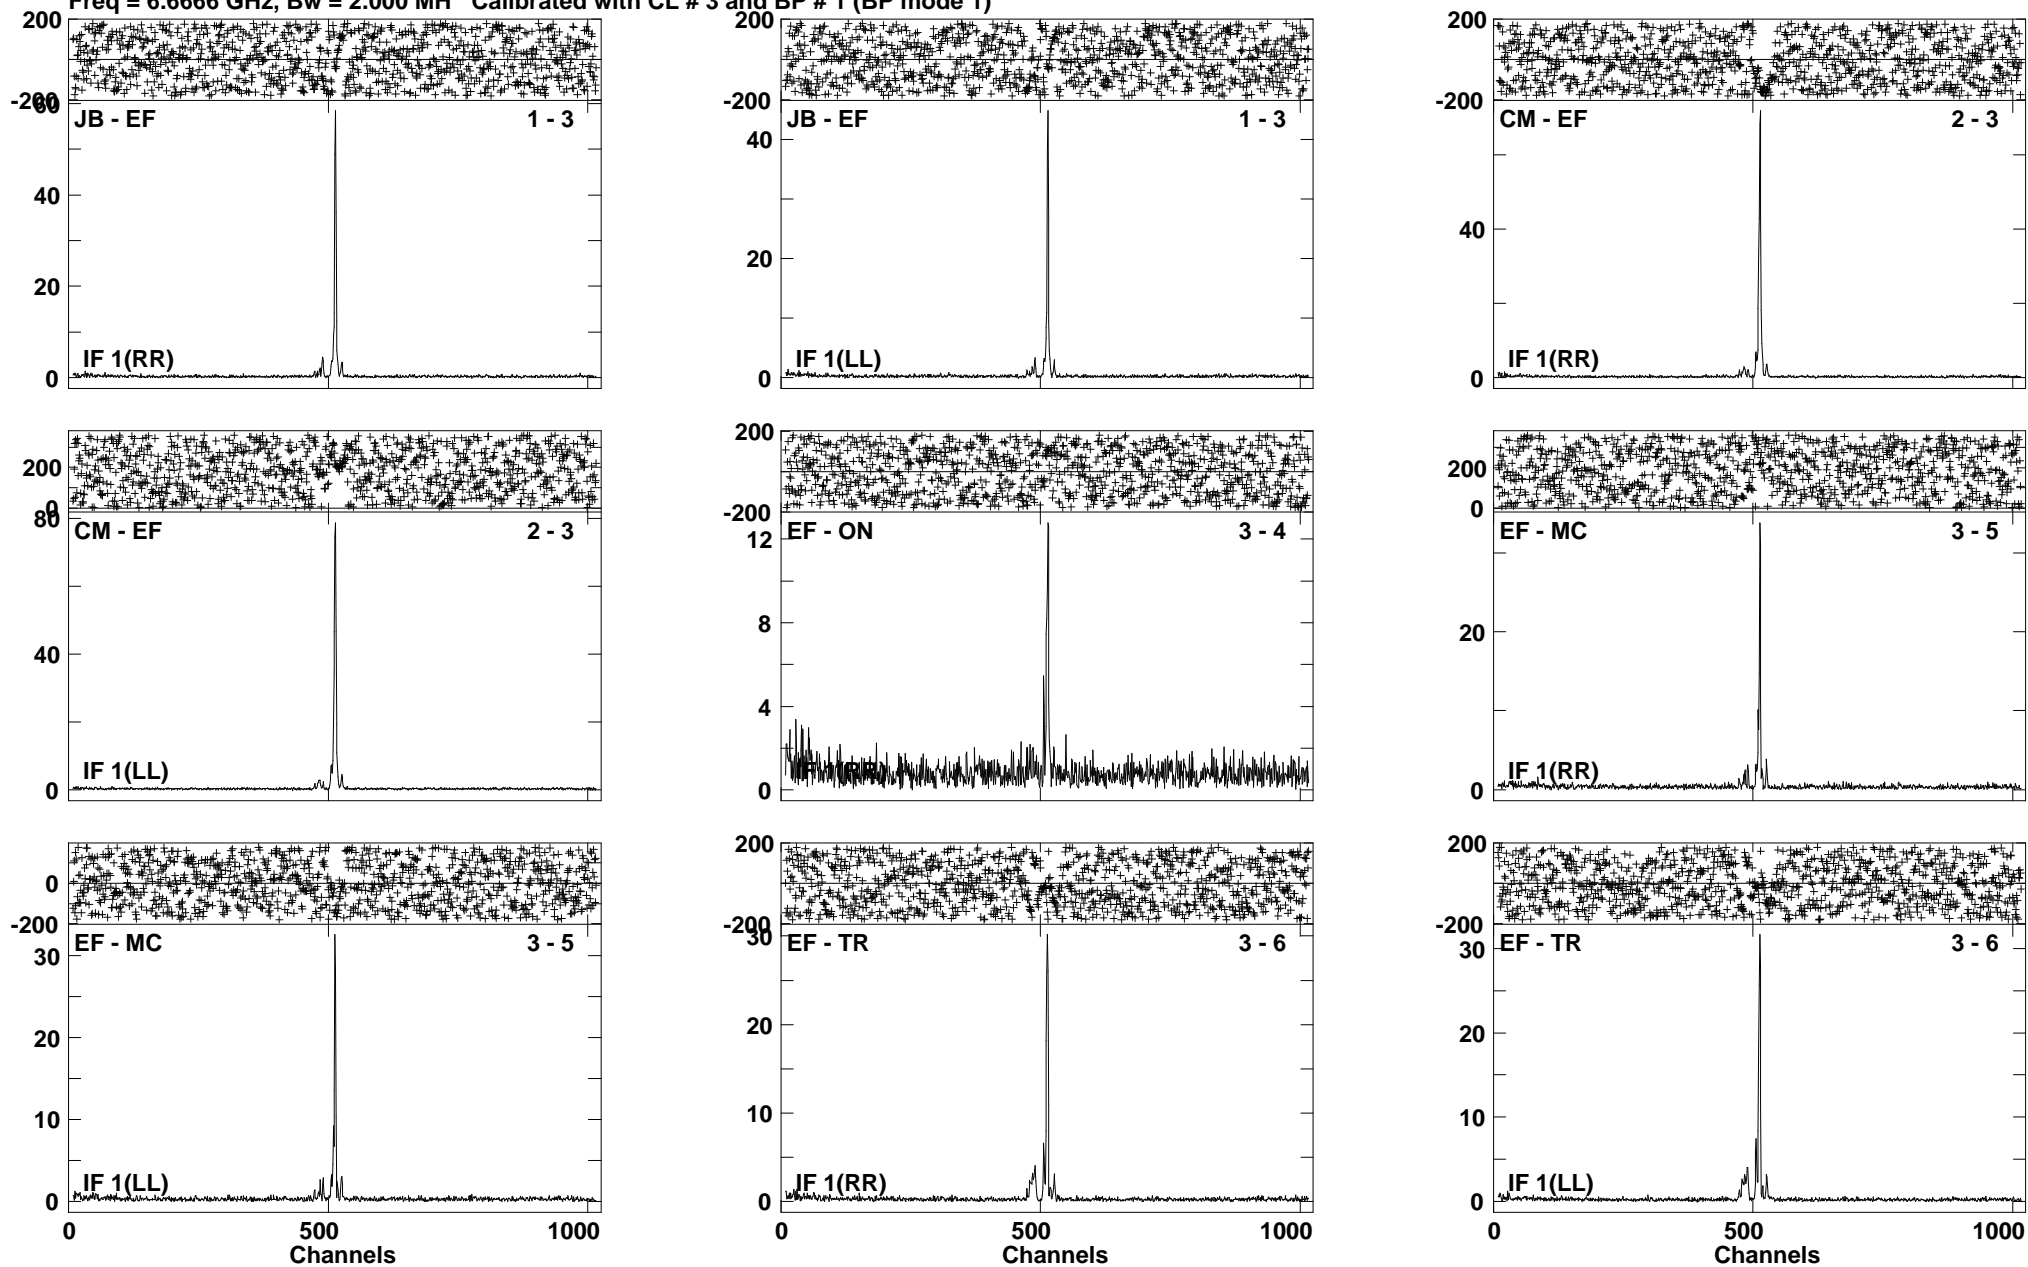 Freq = 6.6666 GHz, Bw = 2.000 MH Calibrated with CL # 3 and BP # 1 (BP mode 1)
200
-200
60
40
20
0
JB - EF 1 - 3
IF 1(RR)
40
20
0
JB - EF 1 - 3
IF 1(LL)
200
-200
40
0
CM - EF 2 - 3
IF 1(RR)
200
0
80
40
0
CM - EF 2 - 3
IF 1(LL)
200
-200
12
8
4
0
EF - ON 3 - 4
IF 1(RR)
200
0
20
0
EF - MC 3 - 5
IF 1(RR)
0
-200
30
20
10
0
EF - MC 3 - 5
IF 1(LL)
0 500 1000
Channels
200
-200
30
20
10
0
EF - TR 3 - 6
IF 1(RR)
0 500 1000
Channels
200
-200
30
20
10
0
EF - TR 3 - 6
IF 1(LL)
0 500 1000
Channels